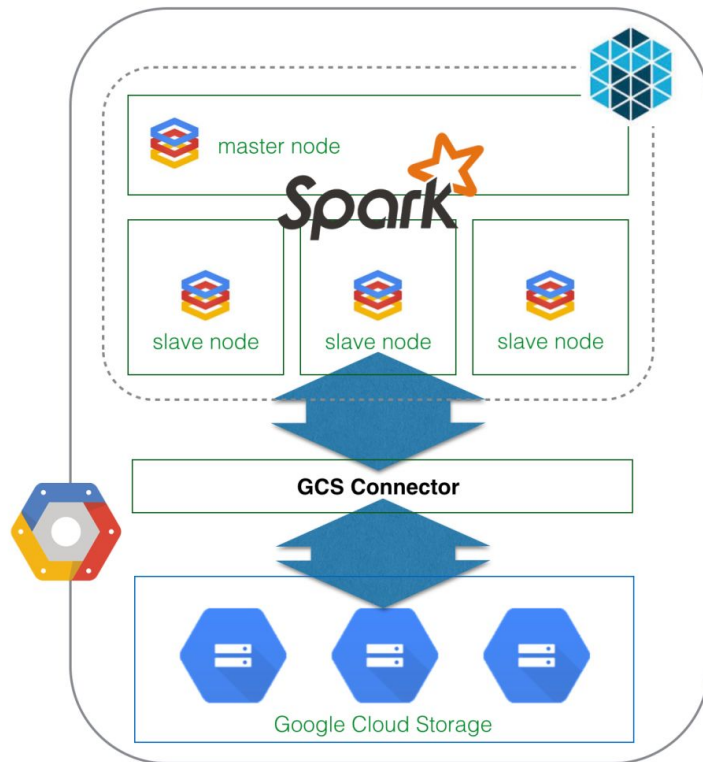 master node
Spark
slave node
slave node
slave node
GCS Connector
Google Cloud Storage